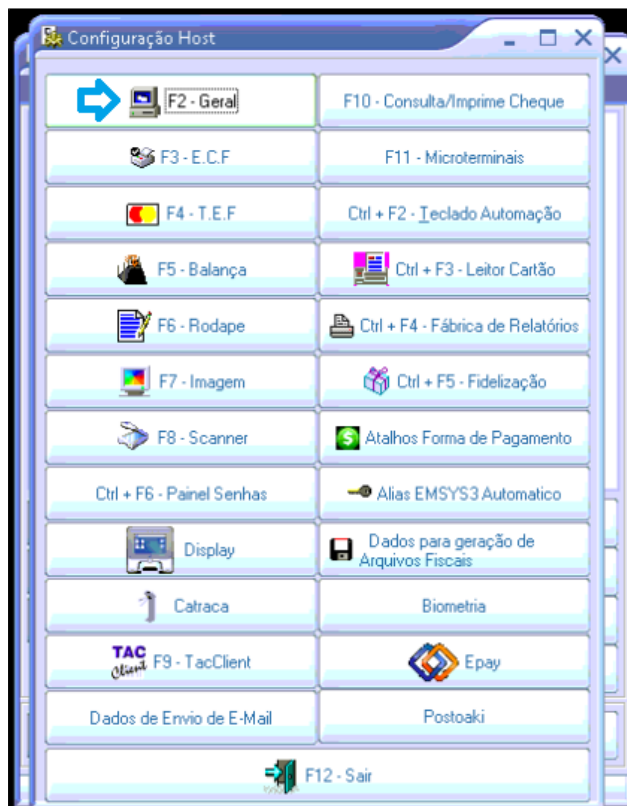 Configuração Host
F2 - Geral
F10 - Consulta/Imprime Cheque
F3 - E.C.F
F11 - Microterminais
F4 - T.E.F
Ctrl + F2 - Teclado Automação
F5 - Balança
Ctrl + F3 - Leitor Cartão
F6 - Rodape
Ctrl + F4 - Fábrica de Relatórios
F7 - Imagem
Ctrl + F5 - Fidelização
F8 - Scanner
Atalhos Forma de Pagamento
Ctrl + F6 - Painel Senhas
Alias EMSYS3 Automatico
Display
Dados para geração de
Arquivos Fiscais
Catraca
Biometria
TAC
Client
F9 - TacClient
Epay
Dados de Envio de E-Mail
Postoaki
F12 - Sair